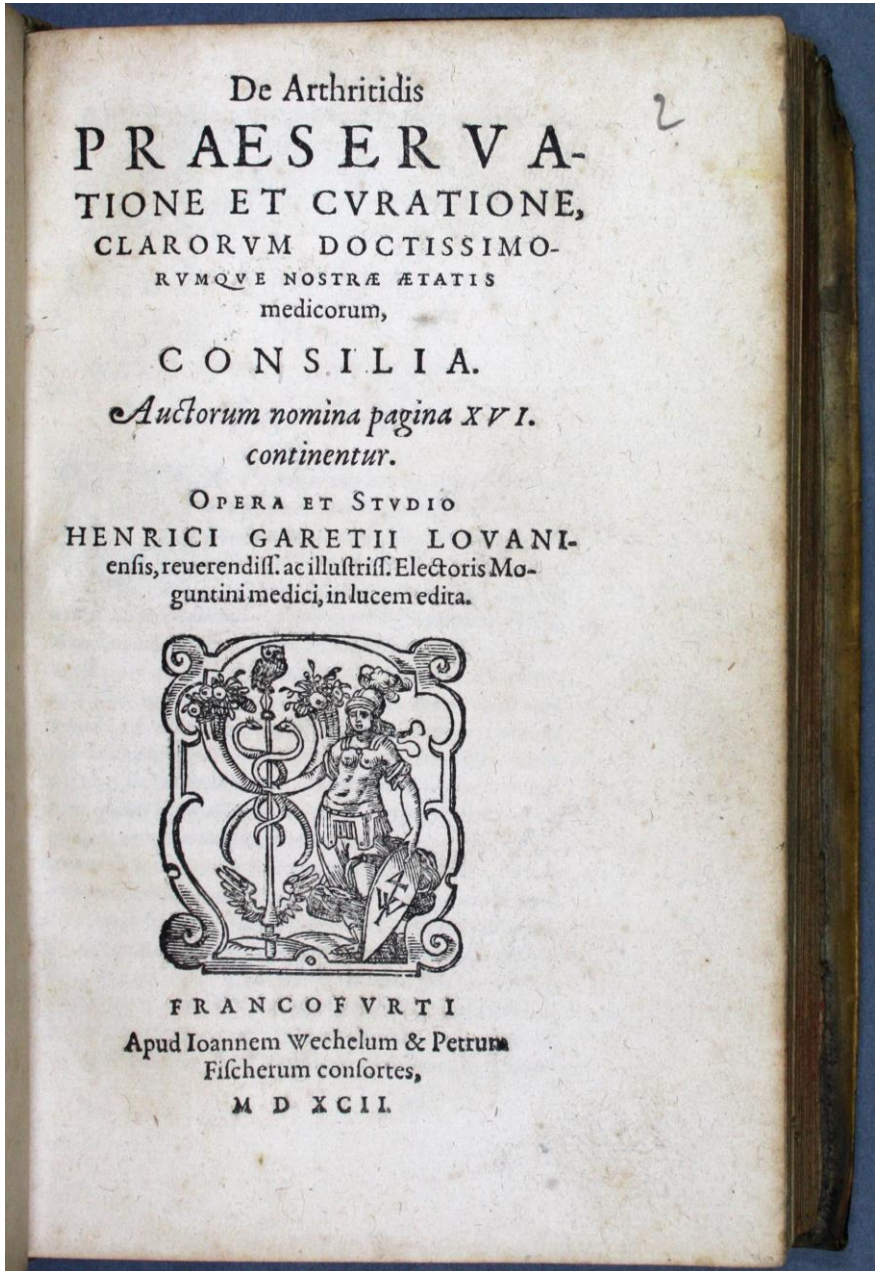 De Arthritidis
2
PRAESERVA-
TIONE ET CVRATIONE,
CLARORVM DOCTISSIMO-
RVMQVE NOSTRÆ ÆTATIS
medicorum,
CONSILIA.
Auctorum nomina pagina XVI.
continentur.
OPERA ET STVDIO
HENRICI GARETII LOVANI-
enſis, reuerendiſſ. ac illuſtriſſ. Electoris Mo-
guntini medici, in lucem edita.
FRANCOFVRTI
Apud Ioannem Wechelum & Petrum
Fiſcherum conſortes,
M D XCII.